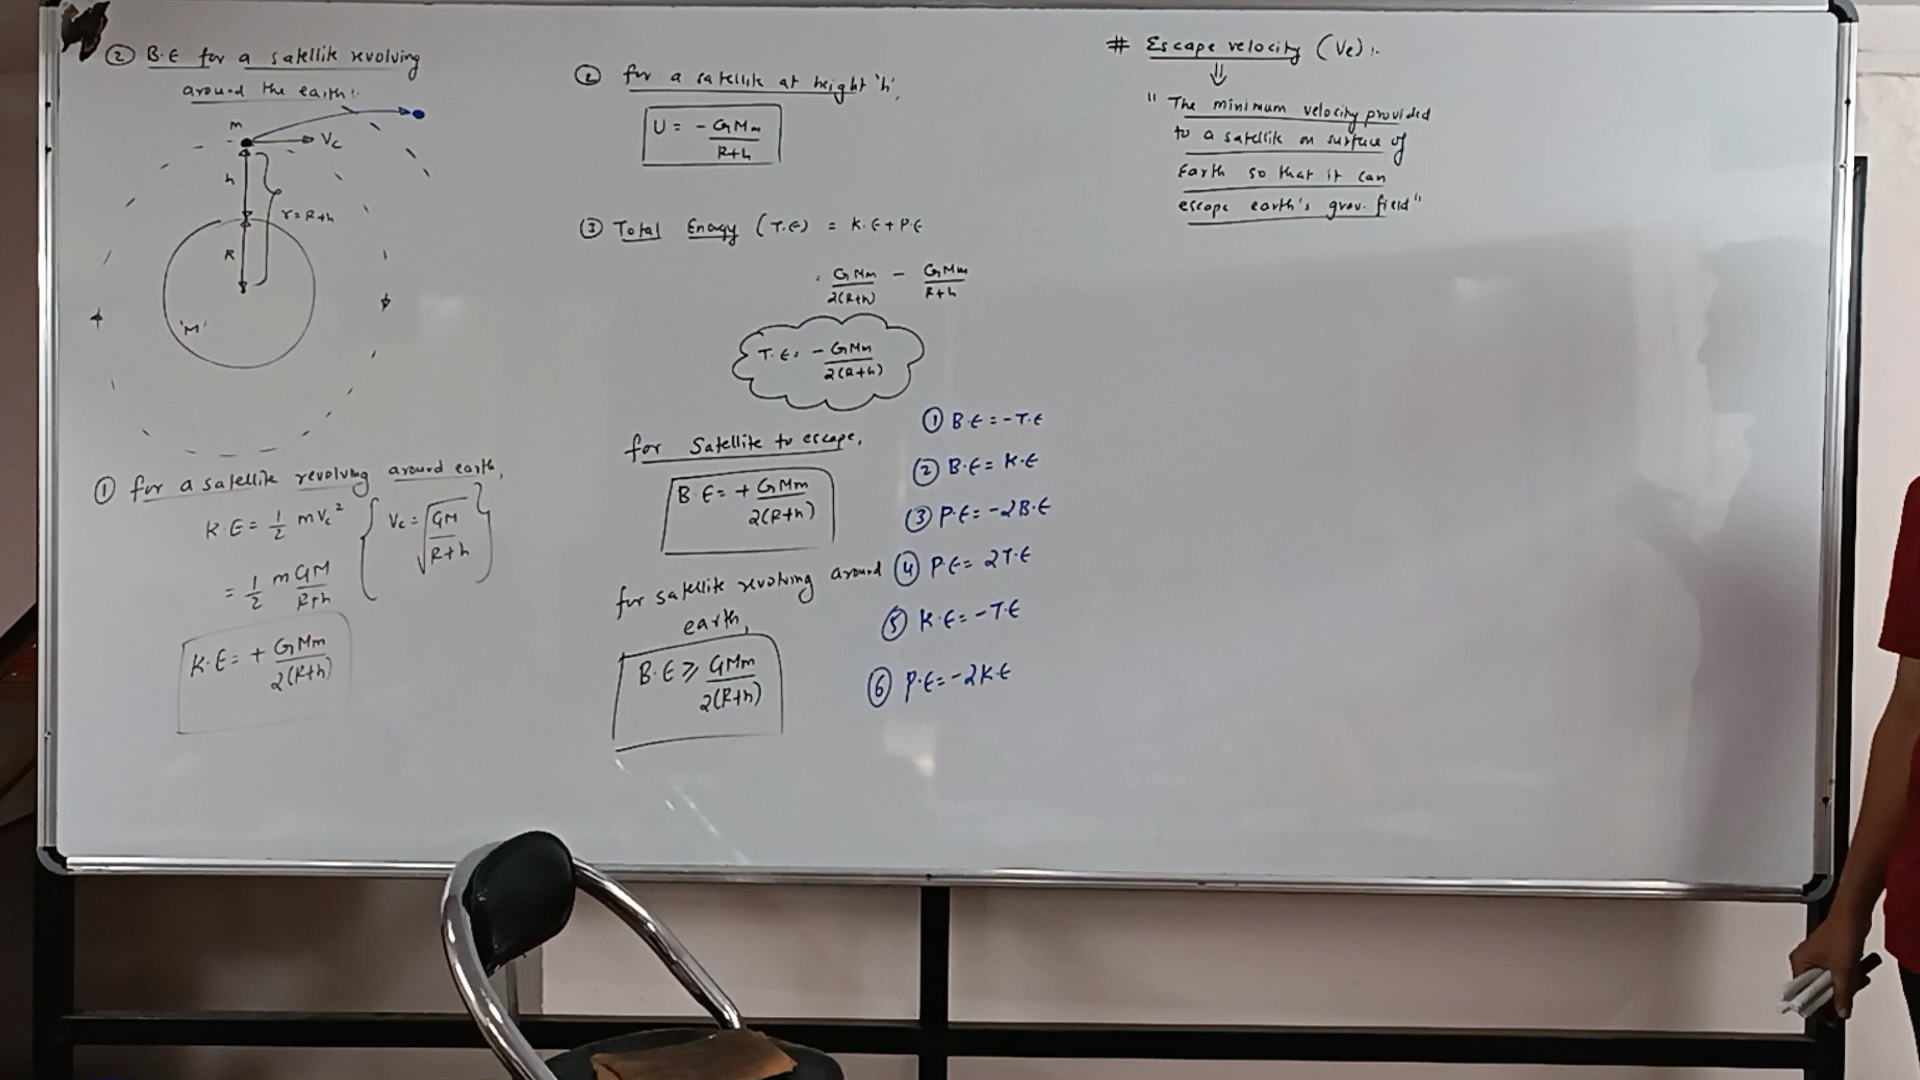 ② B.E for a satellite revolving
around the earth:.
m
Vc
h
r=R+h
R
'M'
① for a satellite revolving around earth,
K.E = 1/2 mVc²
{ Vc = √(GM/(R+h)) }
= 1/2 m GM/(R+h)
K.E = + GMm/2(R+h)
② for a satellite at height 'h',
U = - GMm/(R+h)
③ Total Energy (T.E) = K.E + P.E
= GMm/2(R+h) - GMm/(R+h)
T.E = - GMm/2(R+h)
for satellite to escape,
B.E = + GMm/2(R+h)
for satellite revolving around
earth,
B.E ⩾ GMm/2(R+h)
① B.E = -T.E
② B.E = K.E
③ P.E = -2B.E
④ P.E = 2T.E
⑤ K.E = -T.E
⑥ P.E = -2K.E
# Escape velocity (Ve):.
⇓
"The minimum velocity provided
to a satellite on surface of
Earth so that it can
escape earth's grav. field"